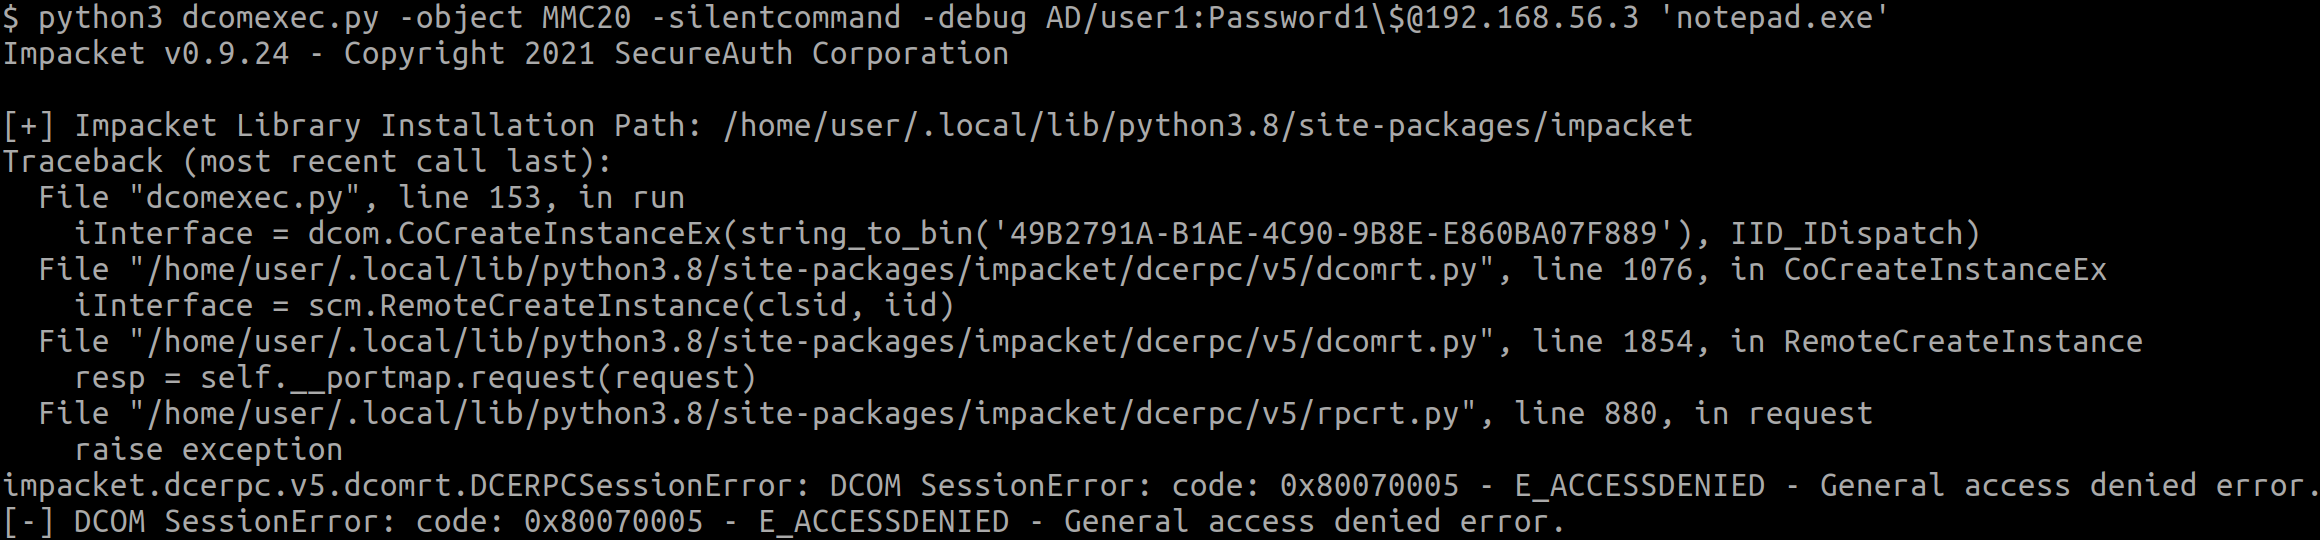 $ python3 dcomexec.py -object MMC20 -silentcommand -debug AD/user1:Password1\$@192.168.56.3 'notepad.exe'
Impacket v0.9.24 - Copyright 2021 SecureAuth Corporation

[+] Impacket Library Installation Path: /home/user/.local/lib/python3.8/site-packages/impacket
Traceback (most recent call last):
  File "dcomexec.py", line 153, in run
    iInterface = dcom.CoCreateInstanceEx(string_to_bin('49B2791A-B1AE-4C90-9B8E-E860BA07F889'), IID_IDispatch)
  File "/home/user/.local/lib/python3.8/site-packages/impacket/dcerpc/v5/dcomrt.py", line 1076, in CoCreateInstanceEx
    iInterface = scm.RemoteCreateInstance(clsid, iid)
  File "/home/user/.local/lib/python3.8/site-packages/impacket/dcerpc/v5/dcomrt.py", line 1854, in RemoteCreateInstance
    resp = self.__portmap.request(request)
  File "/home/user/.local/lib/python3.8/site-packages/impacket/dcerpc/v5/rpcrt.py", line 880, in request
    raise exception
impacket.dcerpc.v5.dcomrt.DCERPCSessionError: DCOM SessionError: code: 0x80070005 - E_ACCESSDENIED - General access denied error.
[-] DCOM SessionError: code: 0x80070005 - E_ACCESSDENIED - General access denied error.